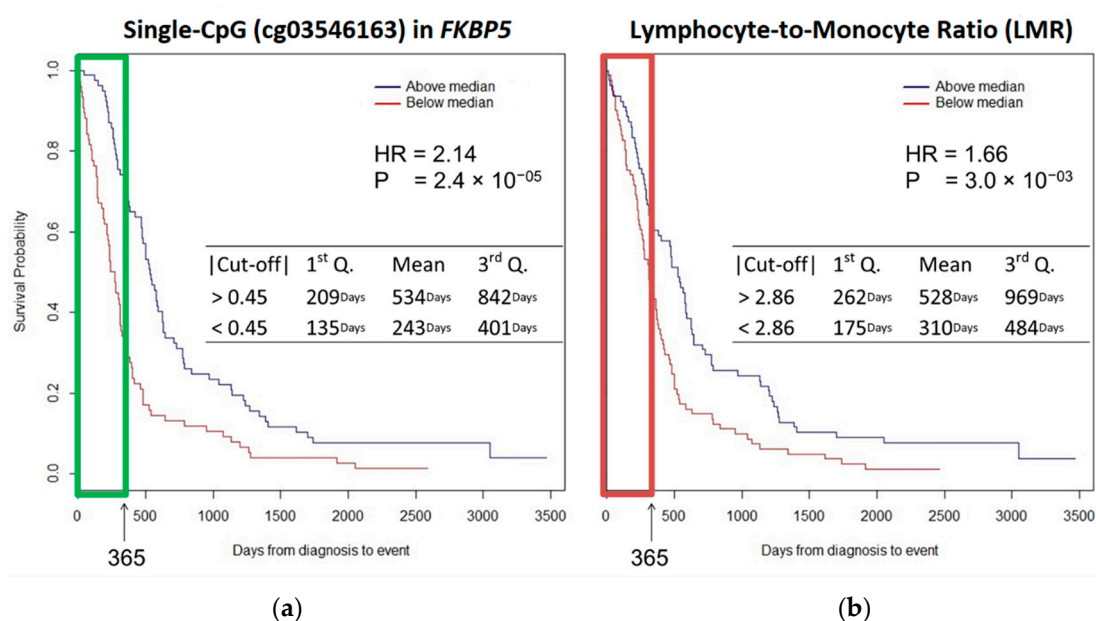 Single-CpG (cg03546163) in FKBP5
Above median
Below median
HR = 2.14
P = 2.4 × 10⁻⁰⁵
|Cut-off| 1st Q. Mean 3rd Q.
> 0.45 209Days 534Days 842Days
< 0.45 135Days 243Days 401Days
Survival Probability
1.0
0.8
0.6
0.4
0.2
0.0
0 500 1000 1500 2000 2500 3000 3500
365
Days from diagnosis to event
(a)
Lymphocyte-to-Monocyte Ratio (LMR)
Above median
Below median
HR = 1.66
P = 3.0 × 10⁻⁰³
|Cut-off| 1st Q. Mean 3rd Q.
> 2.86 262Days 528Days 969Days
< 2.86 175Days 310Days 484Days
0 500 1000 1500 2000 2500 3000 3500
365
Days from diagnosis to event
(b)